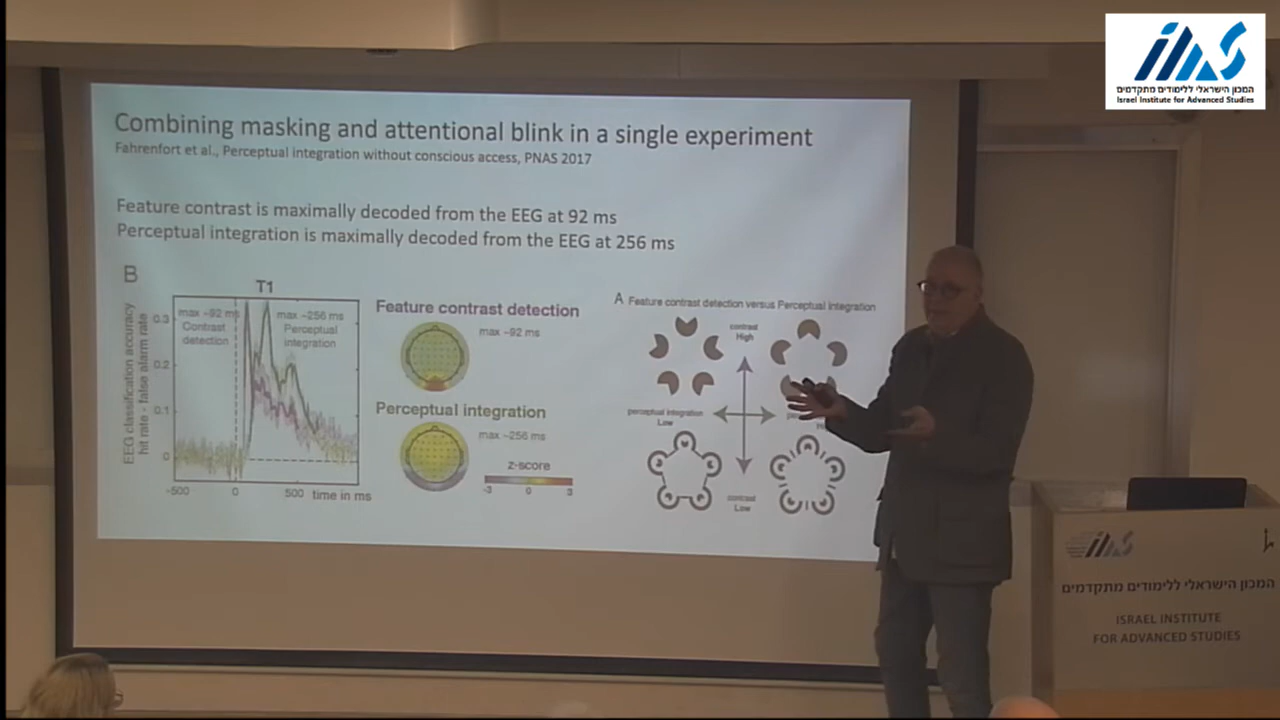 המכון הישראלי ללימודים מתקדמים
Israel Institute for Advanced Studies
Combining masking and attentional blink in a single experiment
Fahrenfort et al., Perceptual integration without conscious access, PNAS 2017
Feature contrast is maximally decoded from the EEG at 92 ms
Perceptual integration is maximally decoded from the EEG at 256 ms
B
T1
EEG classification accuracy
hit rate - false alarm rate
0.3
0.2
0.1
0
max ~92 ms
Contrast
detection
max ~256 ms
Perceptual
integration
-500
0
500
time in ms
Feature contrast detection
max ~92 ms
Perceptual integration
max ~256 ms
z-score
-3
0
3
A Feature contrast detection versus Perceptual integration
contrast
High
perceptual integration
Low
contrast
Low
המכון הישראלי ללימודים מתקדמים
ISRAEL INSTITUTE
FOR ADVANCED STUDIES